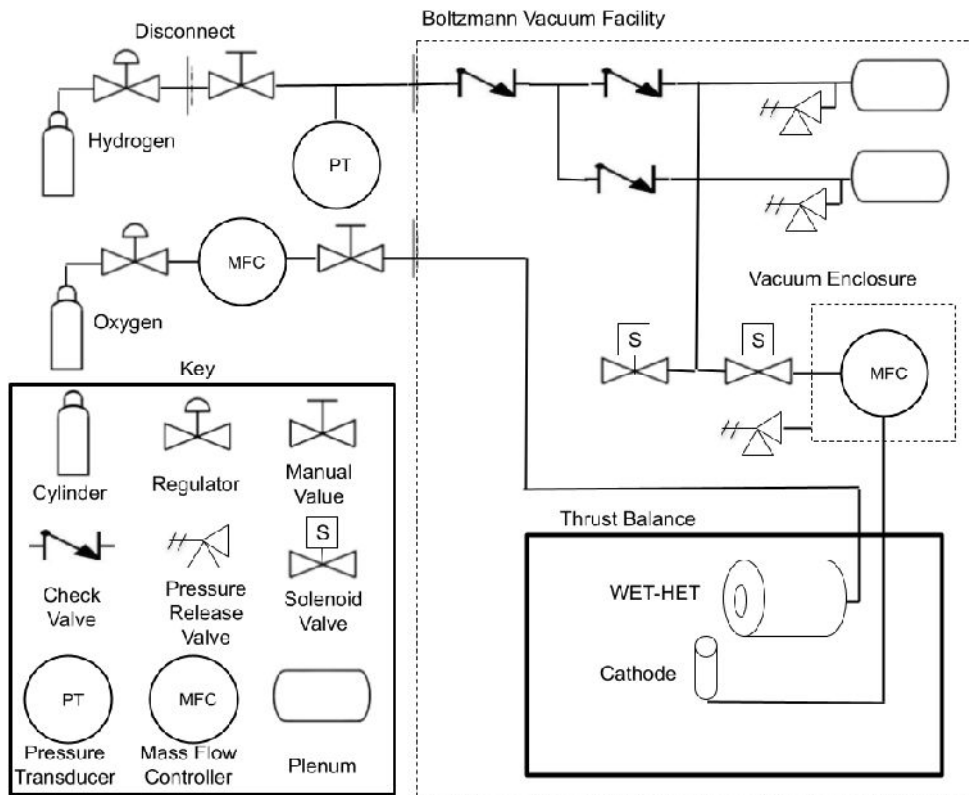 Boltzmann Vacuum Facility
Disconnect
Hydrogen
PT
MFC
Oxygen
Vacuum Enclosure
S
S
MFC
Key
Cylinder
Regulator
Manual
Value
S
Check
Valve
Pressure
Release
Valve
Solenoid
Valve
PT
MFC
Pressure
Transducer
Mass Flow
Controller
Plenum
Thrust Balance
WET-HET
Cathode